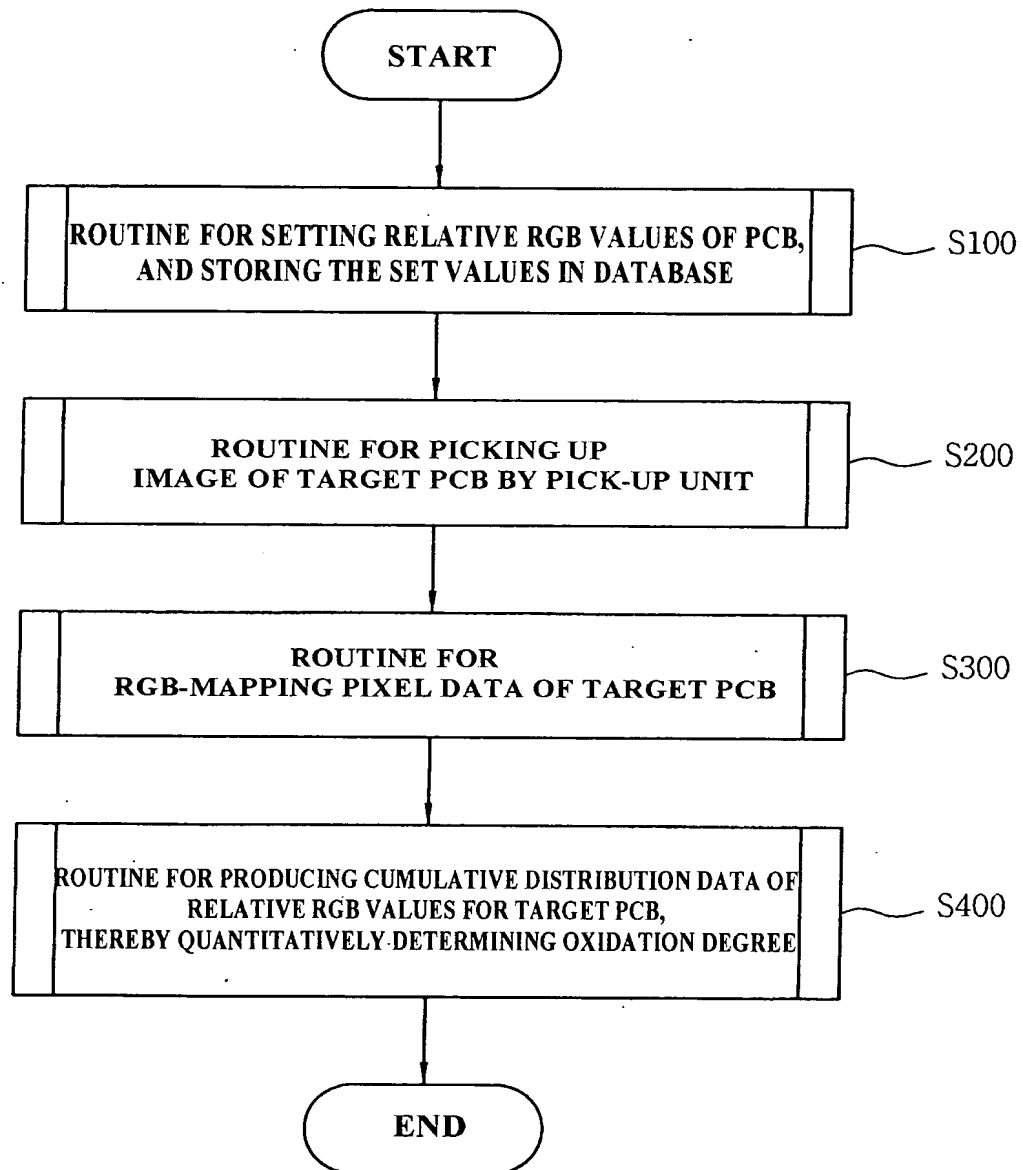 START
ROUTINE FOR SETTING RELATIVE RGB VALUES OF PCB,
AND STORING THE SET VALUES IN DATABASE
S100
ROUTINE FOR PICKING UP
IMAGE OF TARGET PCB BY PICK-UP UNIT
S200
ROUTINE FOR
RGB-MAPPING PIXEL DATA OF TARGET PCB
S300
ROUTINE FOR PRODUCING CUMULATIVE DISTRIBUTION DATA OF
RELATIVE RGB VALUES FOR TARGET PCB,
THEREBY QUANTITATIVELY DETERMINING OXIDATION DEGREE
S400
END